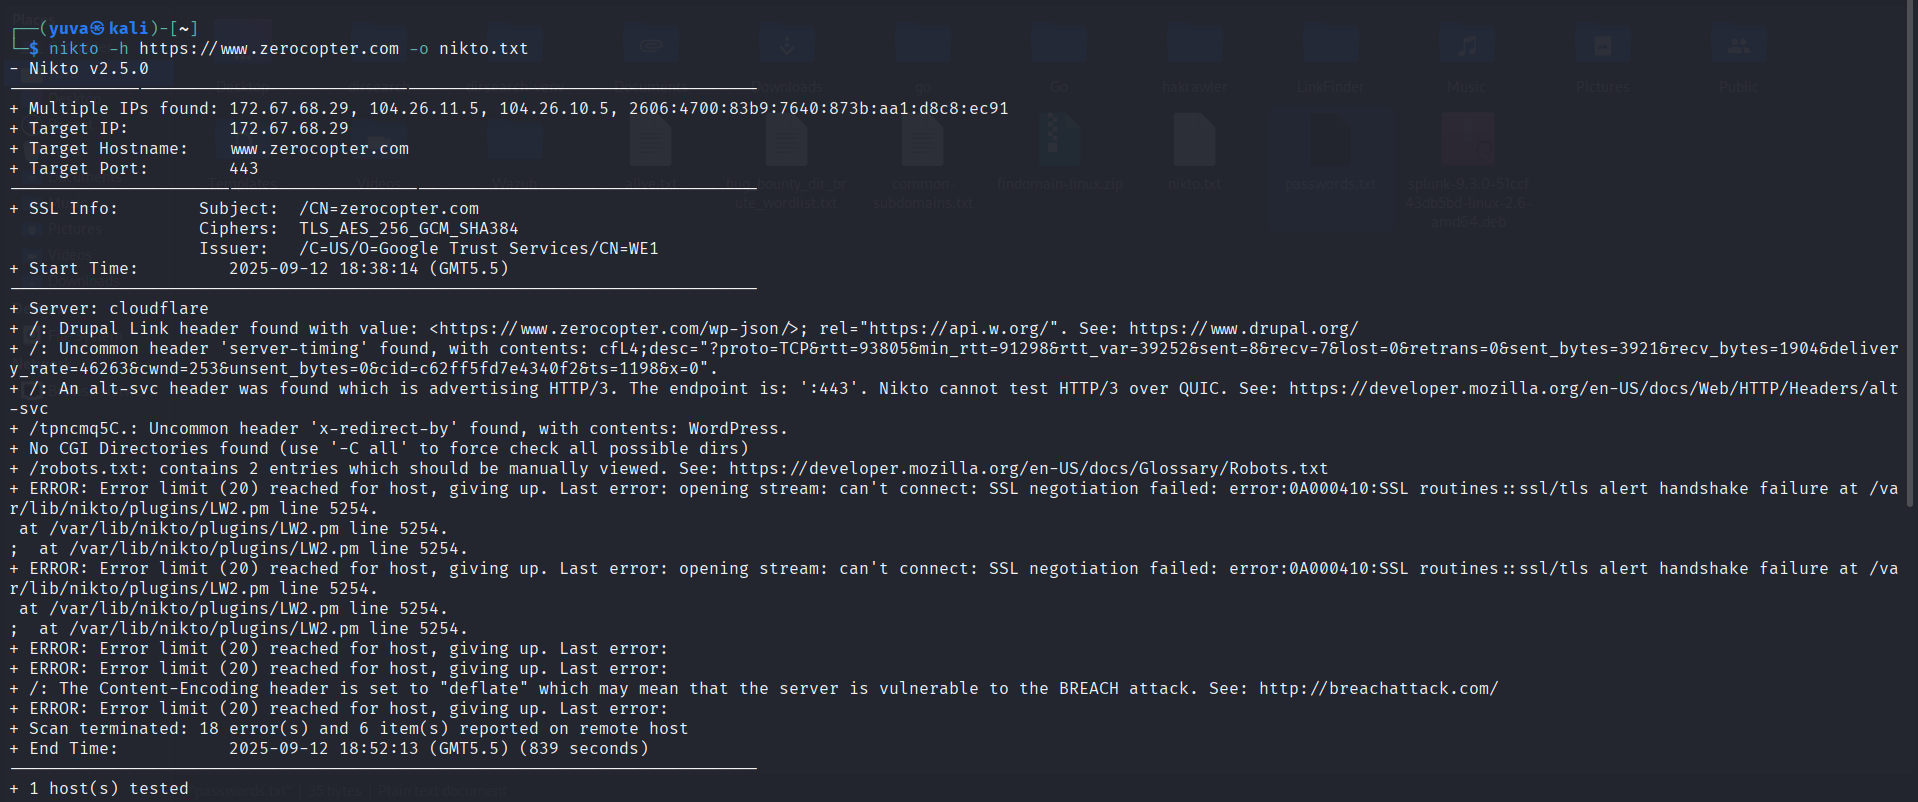 ┌──(yuva㉿kali)-[~]
└─$ nikto -h https://www.zerocopter.com -o nikto.txt
- Nikto v2.5.0
---------------------------------------------------------------------------
+ Multiple IPs found: 172.67.68.29, 104.26.11.5, 104.26.10.5, 2606:4700:83b9:7640:873b:aa1:d8c8:ec91
+ Target IP:          172.67.68.29
+ Target Hostname:    www.zerocopter.com
+ Target Port:        443
---------------------------------------------------------------------------
+ SSL Info:        Subject:  /CN=zerocopter.com
                   Ciphers:  TLS_AES_256_GCM_SHA384
                   Issuer:   /C=US/O=Google Trust Services/CN=WE1
+ Start Time:         2025-09-12 18:38:14 (GMT5.5)
---------------------------------------------------------------------------
+ Server: cloudflare
+ /: Drupal Link header found with value: <https://www.zerocopter.com/wp-json/>; rel="https://api.w.org/". See: https://www.drupal.org/
+ /: Uncommon header 'server-timing' found, with contents: cfL4;desc="?proto=TCP&rtt=93805&min_rtt=91298&rtt_var=39252&sent=8&recv=7&lost=0&retrans=0&sent_bytes=3921&recv_bytes=1904&deliver
y_rate=46263&cwnd=253&unsent_bytes=0&cid=c62ff5fd7e4340f2&ts=1198&x=0".
+ /: An alt-svc header was found which is advertising HTTP/3. The endpoint is: ':443'. Nikto cannot test HTTP/3 over QUIC. See: https://developer.mozilla.org/en-US/docs/Web/HTTP/Headers/alt
-svc
+ /tpncmq5C.: Uncommon header 'x-redirect-by' found, with contents: WordPress.
+ No CGI Directories found (use '-C all' to force check all possible dirs)
+ /robots.txt: contains 2 entries which should be manually viewed. See: https://developer.mozilla.org/en-US/docs/Glossary/Robots.txt
+ ERROR: Error limit (20) reached for host, giving up. Last error: opening stream: can't connect: SSL negotiation failed: error:0A000410:SSL routines::ssl/tls alert handshake failure at /va
r/lib/nikto/plugins/LW2.pm line 5254.
 at /var/lib/nikto/plugins/LW2.pm line 5254.
;  at /var/lib/nikto/plugins/LW2.pm line 5254.
+ ERROR: Error limit (20) reached for host, giving up. Last error: opening stream: can't connect: SSL negotiation failed: error:0A000410:SSL routines::ssl/tls alert handshake failure at /va
r/lib/nikto/plugins/LW2.pm line 5254.
 at /var/lib/nikto/plugins/LW2.pm line 5254.
;  at /var/lib/nikto/plugins/LW2.pm line 5254.
+ ERROR: Error limit (20) reached for host, giving up. Last error:
+ ERROR: Error limit (20) reached for host, giving up. Last error:
+ /: The Content-Encoding header is set to "deflate" which may mean that the server is vulnerable to the BREACH attack. See: http://breachattack.com/
+ ERROR: Error limit (20) reached for host, giving up. Last error:
+ Scan terminated: 18 error(s) and 6 item(s) reported on remote host
+ End Time:           2025-09-12 18:52:13 (GMT5.5) (839 seconds)
---------------------------------------------------------------------------
+ 1 host(s) tested